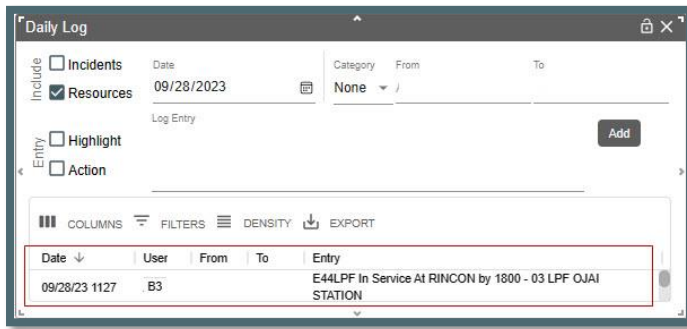 Daily Log
Include
Incidents
Resources
Date
09/28/2023
Category
None
From
/
To
Entry
Highlight
Action
Log Entry
Add
COLUMNS FILTERS DENSITY EXPORT
Date ↓ User From To Entry
09/28/23 1127 . B3 E44LPF In Service At RINCON by 1800 - 03 LPF OJAI
STATION